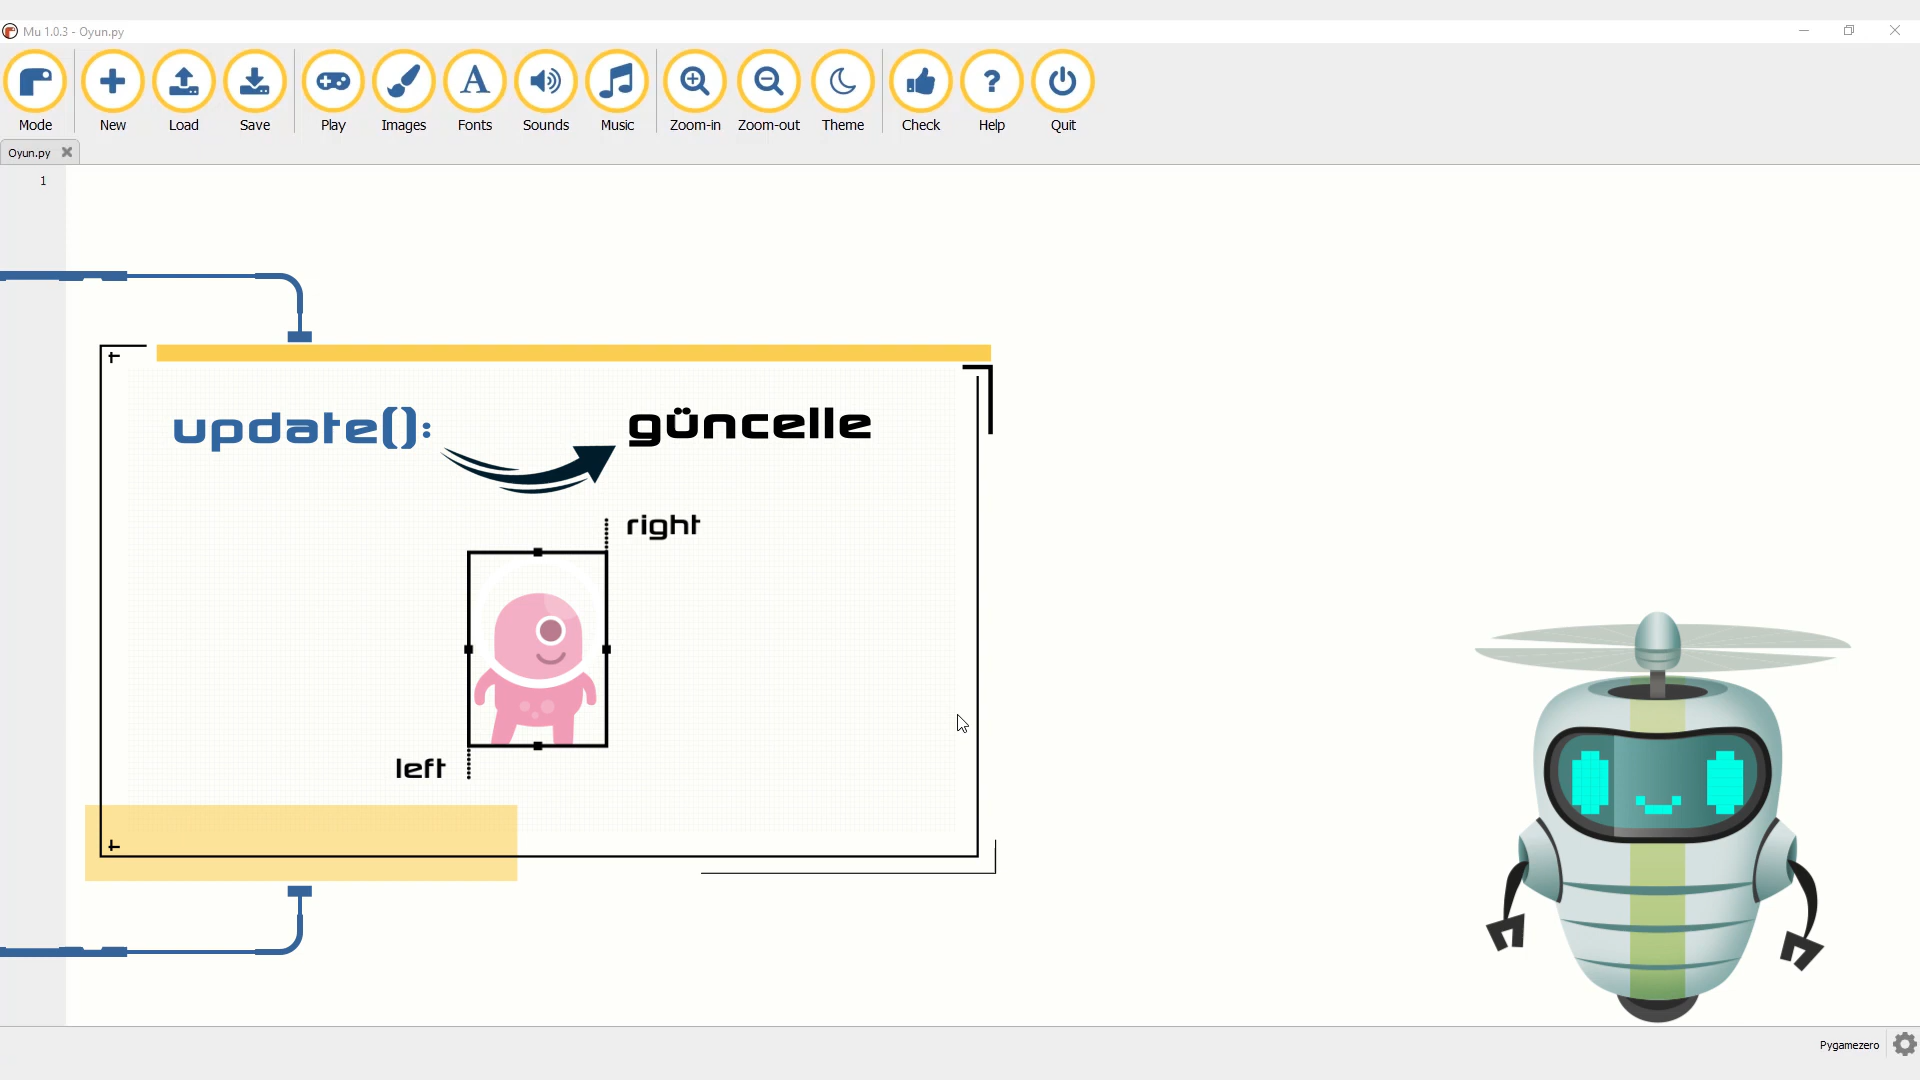 Mu 1.0.3 - Oyun.py
Mode New Load Save Play Images Fonts Sounds Music Zoom-in Zoom-out Theme Check Help Quit
Oyun.py
1
update():
güncelle
right
left
Pygamezero